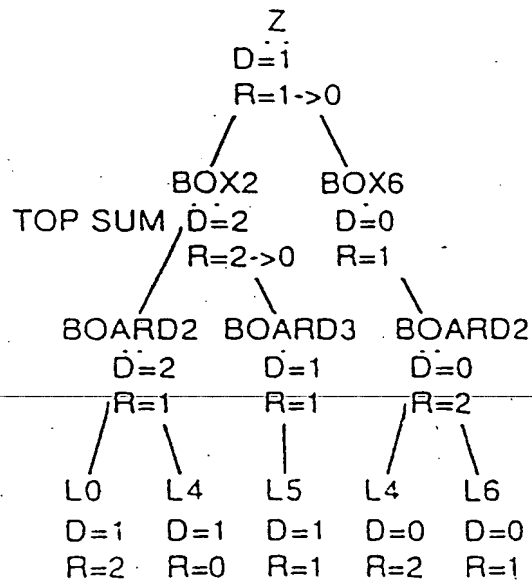 Z
D=1
R=1->0
BOX2 BOX6
TOP SUM D=2 D=0
R=2->0 R=1
BOARD2 BOARD3 BOARD2
D=2 D=1 D=0
R=1 R=1 R=2
L0 L4 L5 L4 L6
D=1 D=1 D=1 D=0 D=0
R=2 R=0 R=1 R=2 R=1